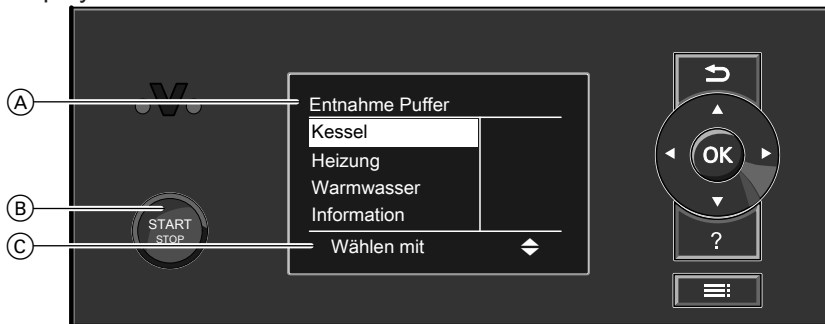 A
Entnahme Puffer
Kessel
Heizung
Warmwasser
Information
B
START
STOP
C
Wählen mit
OK
?